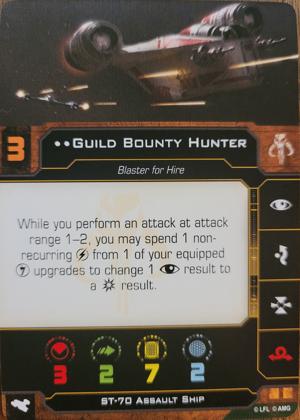 3
••Guild Bounty Hunter
Blaster for Hire
While you perform an attack at attack
range 1–2, you may spend 1 non-
recurring from 1 of your equipped
upgrades to change 1 result to
a result.
3 2 7 2
ST-70 Assault Ship
© LFL © AMG